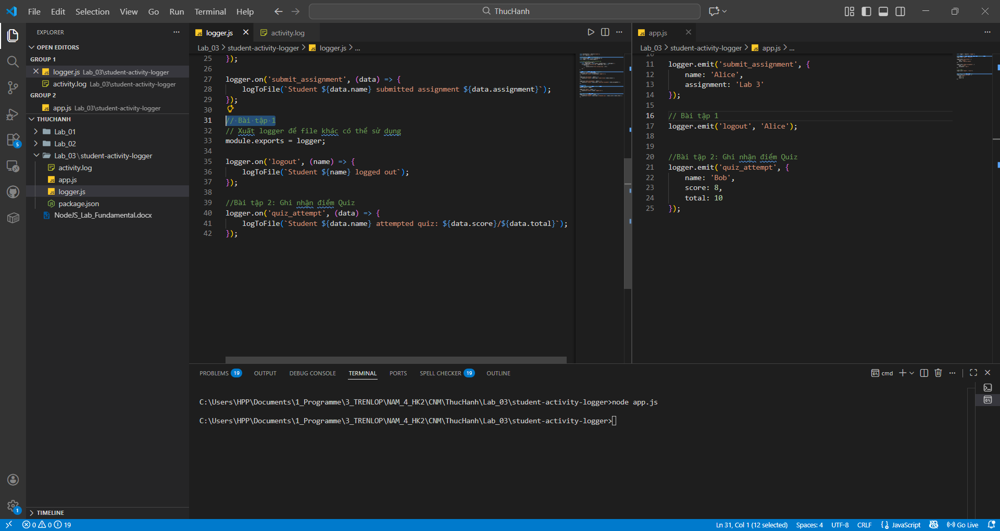 File Edit Selection View Go Run Terminal Help
ThucHanh
EXPLORER
OPEN EDITORS
GROUP 1
logger.js Lab_03\student-activity-logger
activity.log Lab_03\student-activity-logger
GROUP 2
app.js Lab_03\student-activity-logger
THUCHANH
Lab_01
Lab_02
Lab_03\student-activity-logger
activity.log
app.js
logger.js
package.json
NodeJS_Lab_Fundamental.docx
TIMELINE
5
1
logger.js
activity.log
Lab_03 > student-activity-logger > logger.js > ...
25 });
26
27 logger.on('submit_assignment', (data) => {
28 logToFile(`Student ${data.name} submitted assignment ${data.assignment}`);
29 });
30
31 // Bài tập 1
32 // Xuất logger để file khác có thể sử dụng
33 module.exports = logger;
34
35 logger.on('logout', (name) => {
36 logToFile(`Student ${name} logged out`);
37 });
38
39 //Bài tập 2: Ghi nhận điểm Quiz
40 logger.on('quiz_attempt', (data) => {
41 logToFile(`Student ${data.name} attempted quiz: ${data.score}/${data.total}`);
42 });
app.js
Lab_03 > student-activity-logger > app.js > ...
10
11 logger.emit('submit_assignment', {
12 name: 'Alice',
13 assignment: 'Lab 3'
14 });
15
16 // Bài tập 1
17 logger.emit('logout', 'Alice');
18
19
20 //Bài tập 2: Ghi nhận điểm Quiz
21 logger.emit('quiz_attempt', {
22 name: 'Bob',
23 score: 8,
24 total: 10
25 });
PROBLEMS 19 OUTPUT DEBUG CONSOLE TERMINAL PORTS SPELL CHECKER 19 OUTLINE
cmd
C:\Users\HPP\Documents\1_Programme\3_TRENLOP\NAM_4_HK2\CNM\ThucHanh\Lab_03\student-activity-logger>node app.js
C:\Users\HPP\Documents\1_Programme\3_TRENLOP\NAM_4_HK2\CNM\ThucHanh\Lab_03\student-activity-logger>
0 0 19
Ln 31, Col 1 (12 selected) Spaces: 4 UTF-8 CRLF JavaScript Go Live